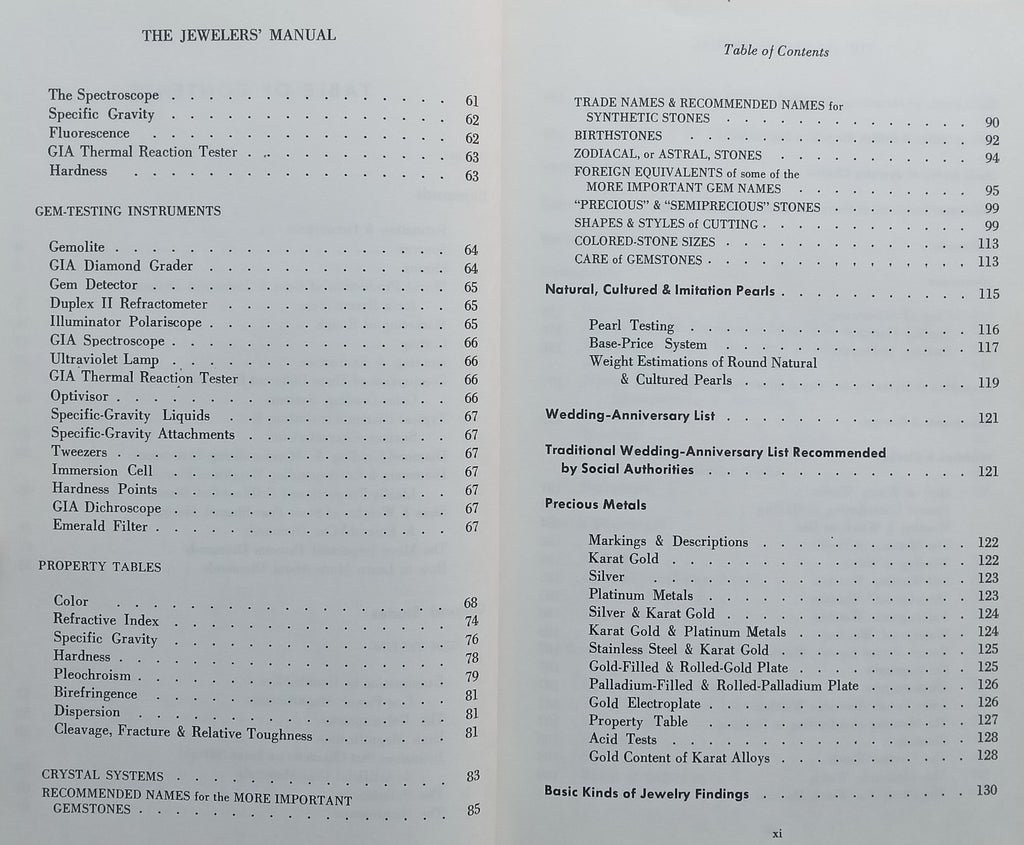 THE JEWELERS' MANUAL
The Spectroscope . . . . . . . . . . . . . . . 61
Specific Gravity . . . . . . . . . . . . . . . 62
Fluorescence . . . . . . . . . . . . . . . 62
GIA Thermal Reaction Tester . . . . . . . . . . . 63
Hardness . . . . . . . . . . . . . . . . 63
GEM-TESTING INSTRUMENTS
Gemolite . . . . . . . . . . . . . . . . . 64
GIA Diamond Grader . . . . . . . . . . . . . 64
Gem Detector . . . . . . . . . . . . . . . 65
Duplex II Refractometer . . . . . . . . . . . . 65
Illuminator Polariscope . . . . . . . . . . . . . 65
GIA Spectroscope . . . . . . . . . . . . . . . 66
Ultraviolet Lamp . . . . . . . . . . . . . . . 66
GIA Thermal Reaction Tester . . . . . . . . . . . 66
Optivisor . . . . . . . . . . . . . . . . . 66
Specific-Gravity Liquids . . . . . . . . . . . . 67
Specific-Gravity Attachments . . . . . . . . . . . 67
Tweezers . . . . . . . . . . . . . . . . . 67
Immersion Cell . . . . . . . . . . . . . . 67
Hardness Points . . . . . . . . . . . . . . 67
GIA Dichroscope . . . . . . . . . . . . . . 67
Emerald Filter . . . . . . . . . . . . . . . 67
PROPERTY TABLES
Color . . . . . . . . . . . . . . . . . 68
Refractive Index . . . . . . . . . . . . . . 74
Specific Gravity . . . . . . . . . . . . . . 76
Hardness . . . . . . . . . . . . . . . . . 78
Pleochroism . . . . . . . . . . . . . . . . 79
Birefringence . . . . . . . . . . . . . . . 81
Dispersion . . . . . . . . . . . . . . . . 81
Cleavage, Fracture & Relative Toughness . . . . . . . 81
CRYSTAL SYSTEMS . . . . . . . . . . . . . . 83
RECOMMENDED NAMES for the MORE IMPORTANT
GEMSTONES . . . . . . . . . . . . . . . . 85
Table of Contents
TRADE NAMES & RECOMMENDED NAMES for
SYNTHETIC STONES . . . . . . . . . . . . . 90
BIRTHSTONES . . . . . . . . . . . . . . . 92
ZODIACAL, or ASTRAL, STONES . . . . . . . . . . 94
FOREIGN EQUIVALENTS of some of the
MORE IMPORTANT GEM NAMES . . . . . . . . . 95
"PRECIOUS" & "SEMIPRECIOUS" STONES . . . . . . . 99
SHAPES & STYLES of CUTTING . . . . . . . . . . . 99
COLORED-STONE SIZES . . . . . . . . . . . . . 113
CARE of GEMSTONES . . . . . . . . . . . . . . 113
Natural, Cultured & Imitation Pearls . . . . . . . . . . 115
Pearl Testing . . . . . . . . . . . . . . . 116
Base-Price System . . . . . . . . . . . . . 117
Weight Estimations of Round Natural
& Cultured Pearls . . . . . . . . . . . . 119
Wedding-Anniversary List . . . . . . . . . . . . . 121
Traditional Wedding-Anniversary List Recommended
by Social Authorities . . . . . . . . . . . . . . 121
Precious Metals
Markings & Descriptions . . . . . . . . . . . 122
Karat Gold . . . . . . . . . . . . . . . . 122
Silver . . . . . . . . . . . . . . . . 123
Platinum Metals . . . . . . . . . . . . . . 123
Silver & Karat Gold . . . . . . . . . . . . . 124
Karat Gold & Platinum Metals . . . . . . . . . . 124
Stainless Steel & Karat Gold . . . . . . . . . . 125
Gold-Filled & Rolled-Gold Plate . . . . . . . . . . 125
Palladium-Filled & Rolled-Palladium Plate . . . . . . 126
Gold Electroplate . . . . . . . . . . . . . . 126
Property Table . . . . . . . . . . . . . . 127
Acid Tests . . . . . . . . . . . . . . . . 128
Gold Content of Karat Alloys . . . . . . . . . . . 128
Basic Kinds of Jewelry Findings . . . . . . . . . . . 130
xi